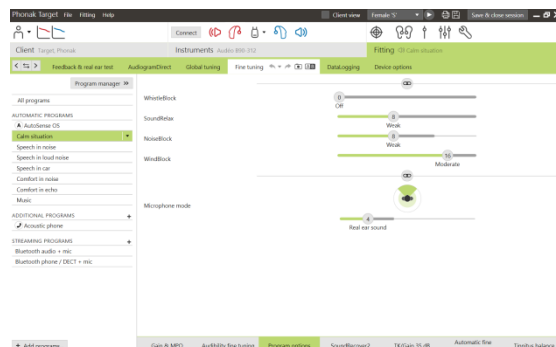 Phonak Target File Fitting Help
Client view Female '5' Save & close session
Connect
Client Target, Phonak
Instruments Audéo B90-312
Fitting Calm situation
Feedback & real ear test AudiogramDirect Global tuning Fine tuning DataLogging Device options
Program manager
All programs
AUTOMATIC PROGRAMS
A AutoSense OS
Calm situation
Speech in noise
Speech in loud noise
Speech in car
Comfort in noise
Comfort in echo
Music
ADDITIONAL PROGRAMS +
Acoustic phone
STREAMING PROGRAMS +
Bluetooth audio + mic
Bluetooth phone / DECT + mic
WhistleBlock
0
Off
SoundRelax
8
Weak
NoiseBlock
8
Weak
WindBlock
16
Moderate
Microphone mode
4
Real ear sound
+ Add programs
Gain & MPO Audibility fine tuning Program options SoundRecover2 TK/Gain 35 dB Automatic fine Tinnitus balance